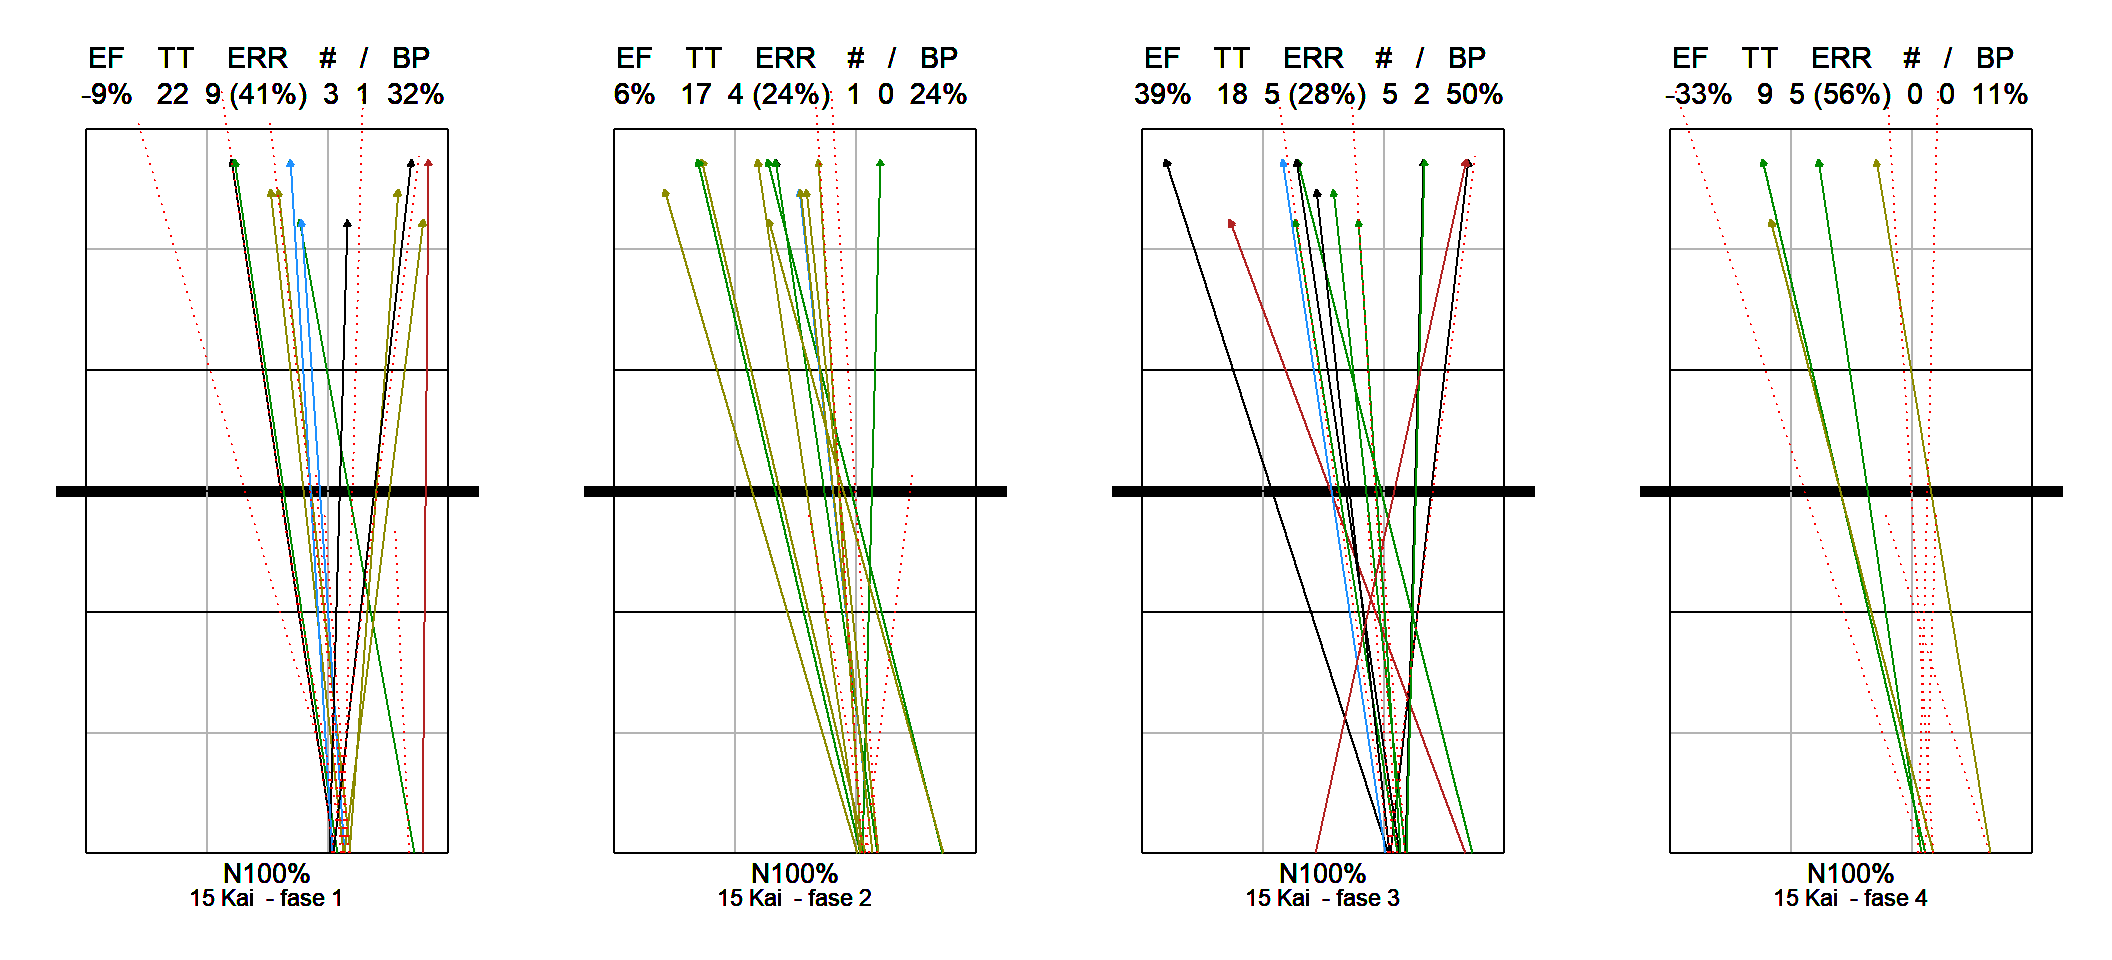 EF TT ERR # / BP
-9% 22 9 (41%) 3 1 32%
N100%
15 Kai - fase 1
EF TT ERR # / BP
6% 17 4 (24%) 1 0 24%
N100%
15 Kai - fase 2
EF TT ERR # / BP
39% 18 5 (28%) 5 2 50%
N100%
15 Kai - fase 3
EF TT ERR # / BP
-33% 9 5 (56%) 0 0 11%
N100%
15 Kai - fase 4